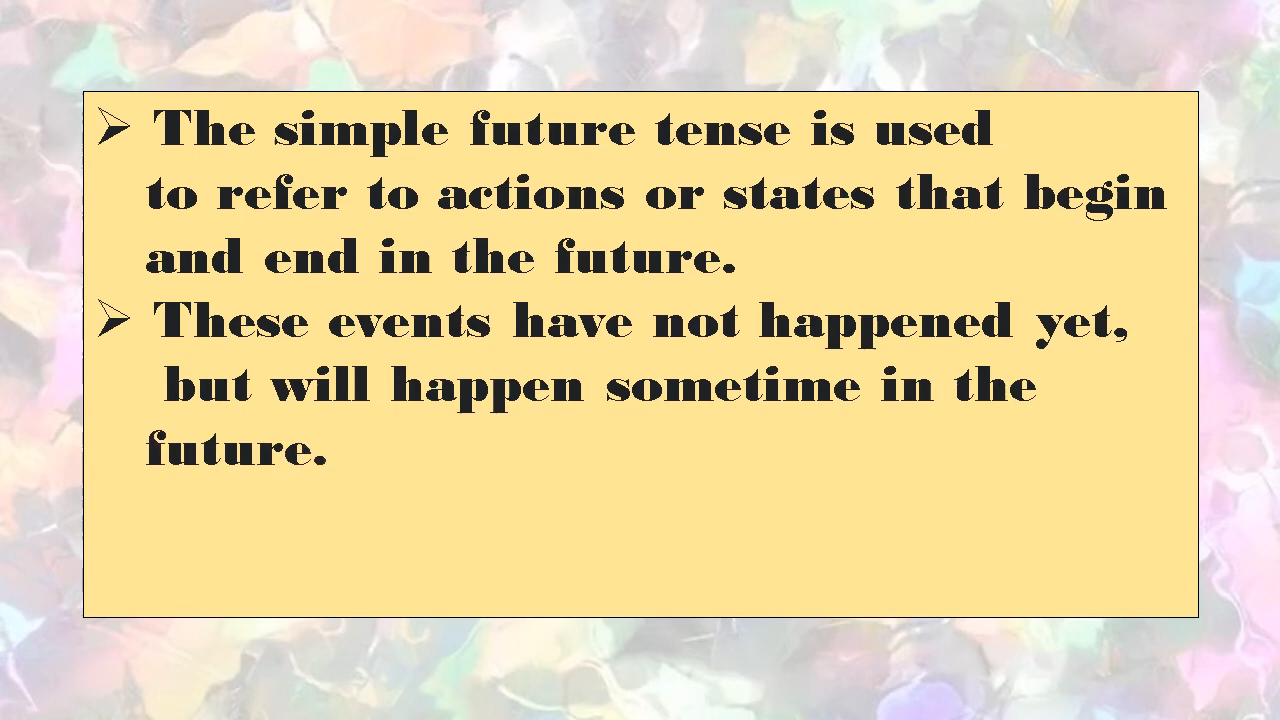 ➢ The simple future tense is used
to refer to actions or states that begin
and end in the future.
➢ These events have not happened yet,
but will happen sometime in the
future.